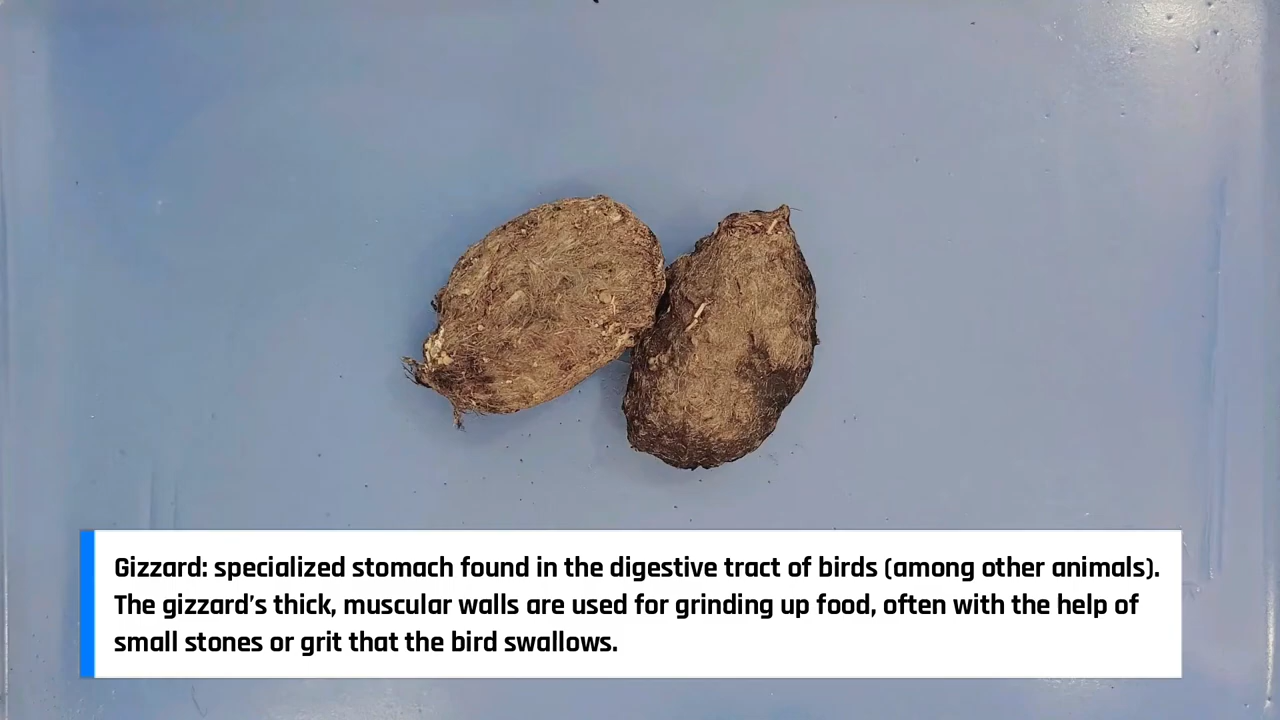 Gizzard: specialized stomach found in the digestive tract of birds (among other animals).
The gizzard’s thick, muscular walls are used for grinding up food, often with the help of
small stones or grit that the bird swallows.